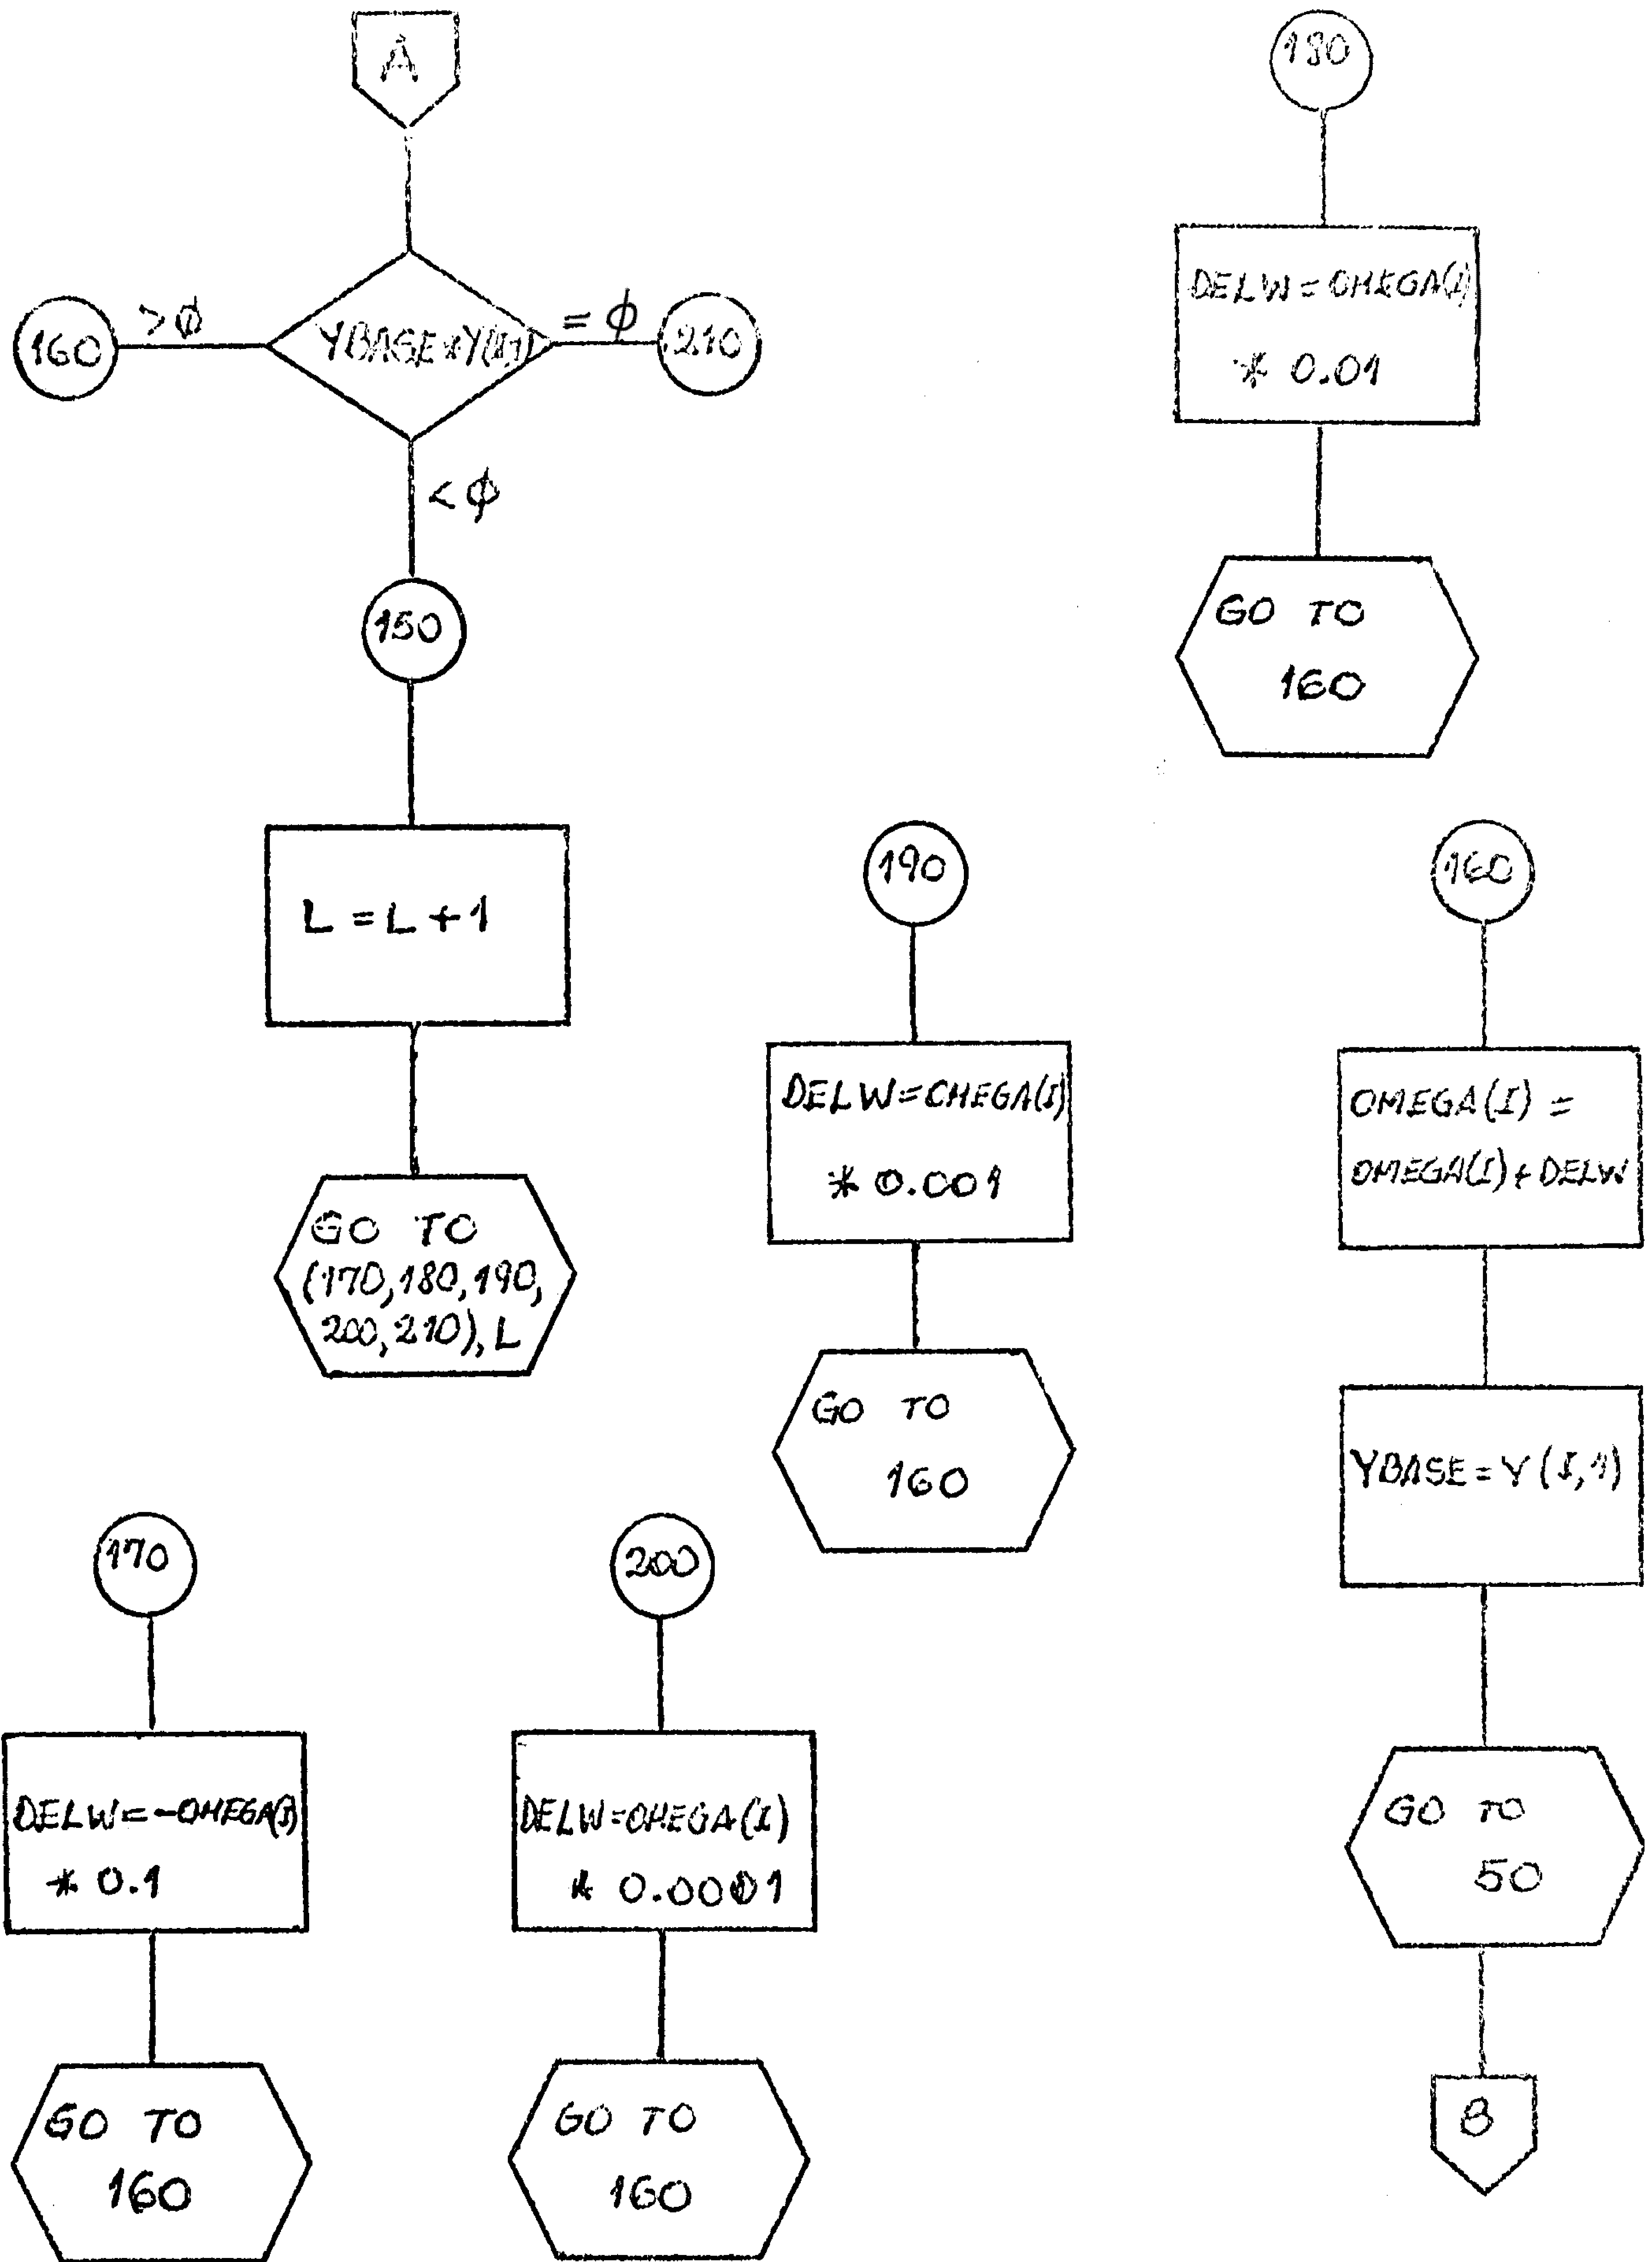 A
YBASE*Y(I,1)
>φ
160
= φ
210
<φ
150
L = L + 1
GO TO
(170,180,190,
200,210), L
180
DELW=OMEGA(I)
* 0.01
GO TO
160
190
DELW=OMEGA(I)
* 0.001
GO TO
160
160
OMEGA(I) =
OMEGA(I)+DELW
YBASE=Y(I,1)
GO TO
50
B
170
DELW=-OMEGA(I)
* 0.1
GO TO
160
200
DELW=OMEGA(I)
* 0.0001
GO TO
160